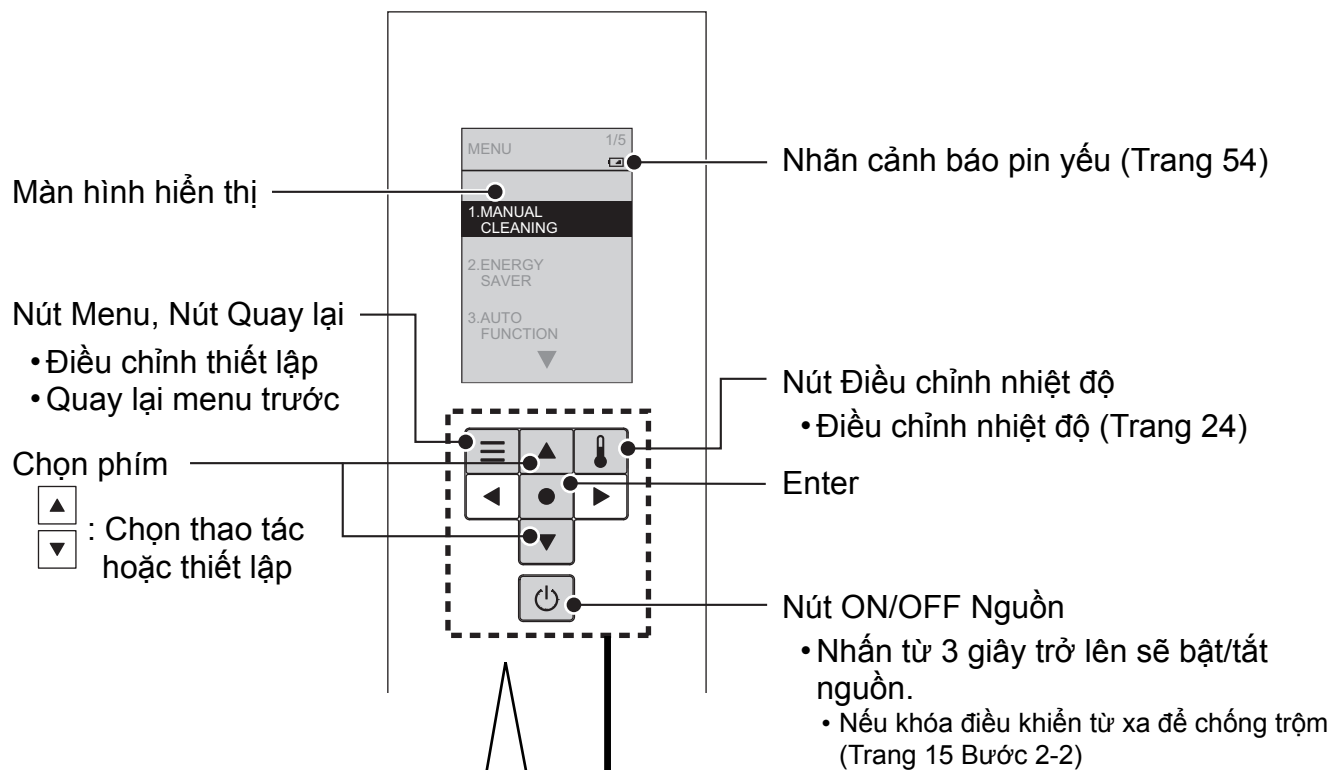 MENU 1/5
1.MANUAL
CLEANING
2.ENERGY
SAVER
3.AUTO
FUNCTION
Màn hình hiển thị
Nút Menu, Nút Quay lại
•Điều chỉnh thiết lập
•Quay lại menu trước
Chọn phím
: Chọn thao tác
hoặc thiết lập
Nhãn cảnh báo pin yếu (Trang 54)
Nút Điều chỉnh nhiệt độ
•Điều chỉnh nhiệt độ (Trang 24)
Enter
Nút ON/OFF Nguồn
•Nhấn từ 3 giây trở lên sẽ bật/tắt
nguồn.
• Nếu khóa điều khiển từ xa để chống trộm
(Trang 15 Bước 2-2)